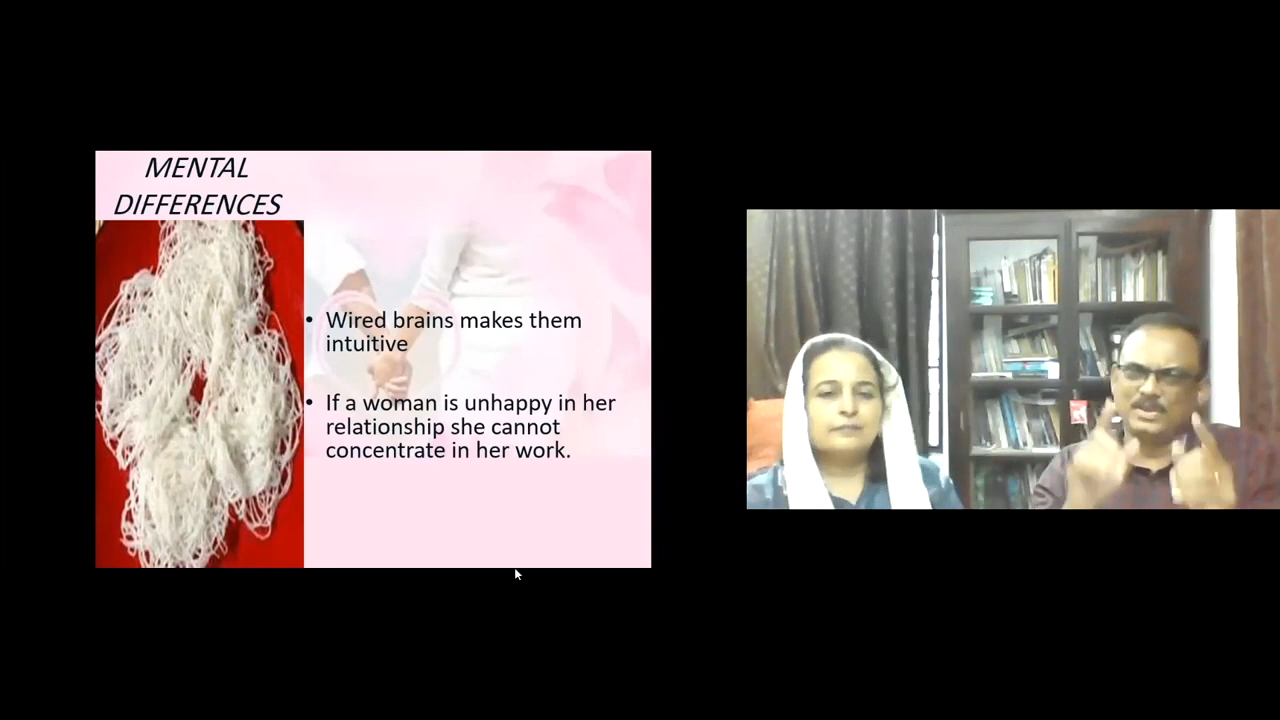 MENTAL
DIFFERENCES
• Wired brains makes them
intuitive
• If a woman is unhappy in her
relationship she cannot
concentrate in her work.